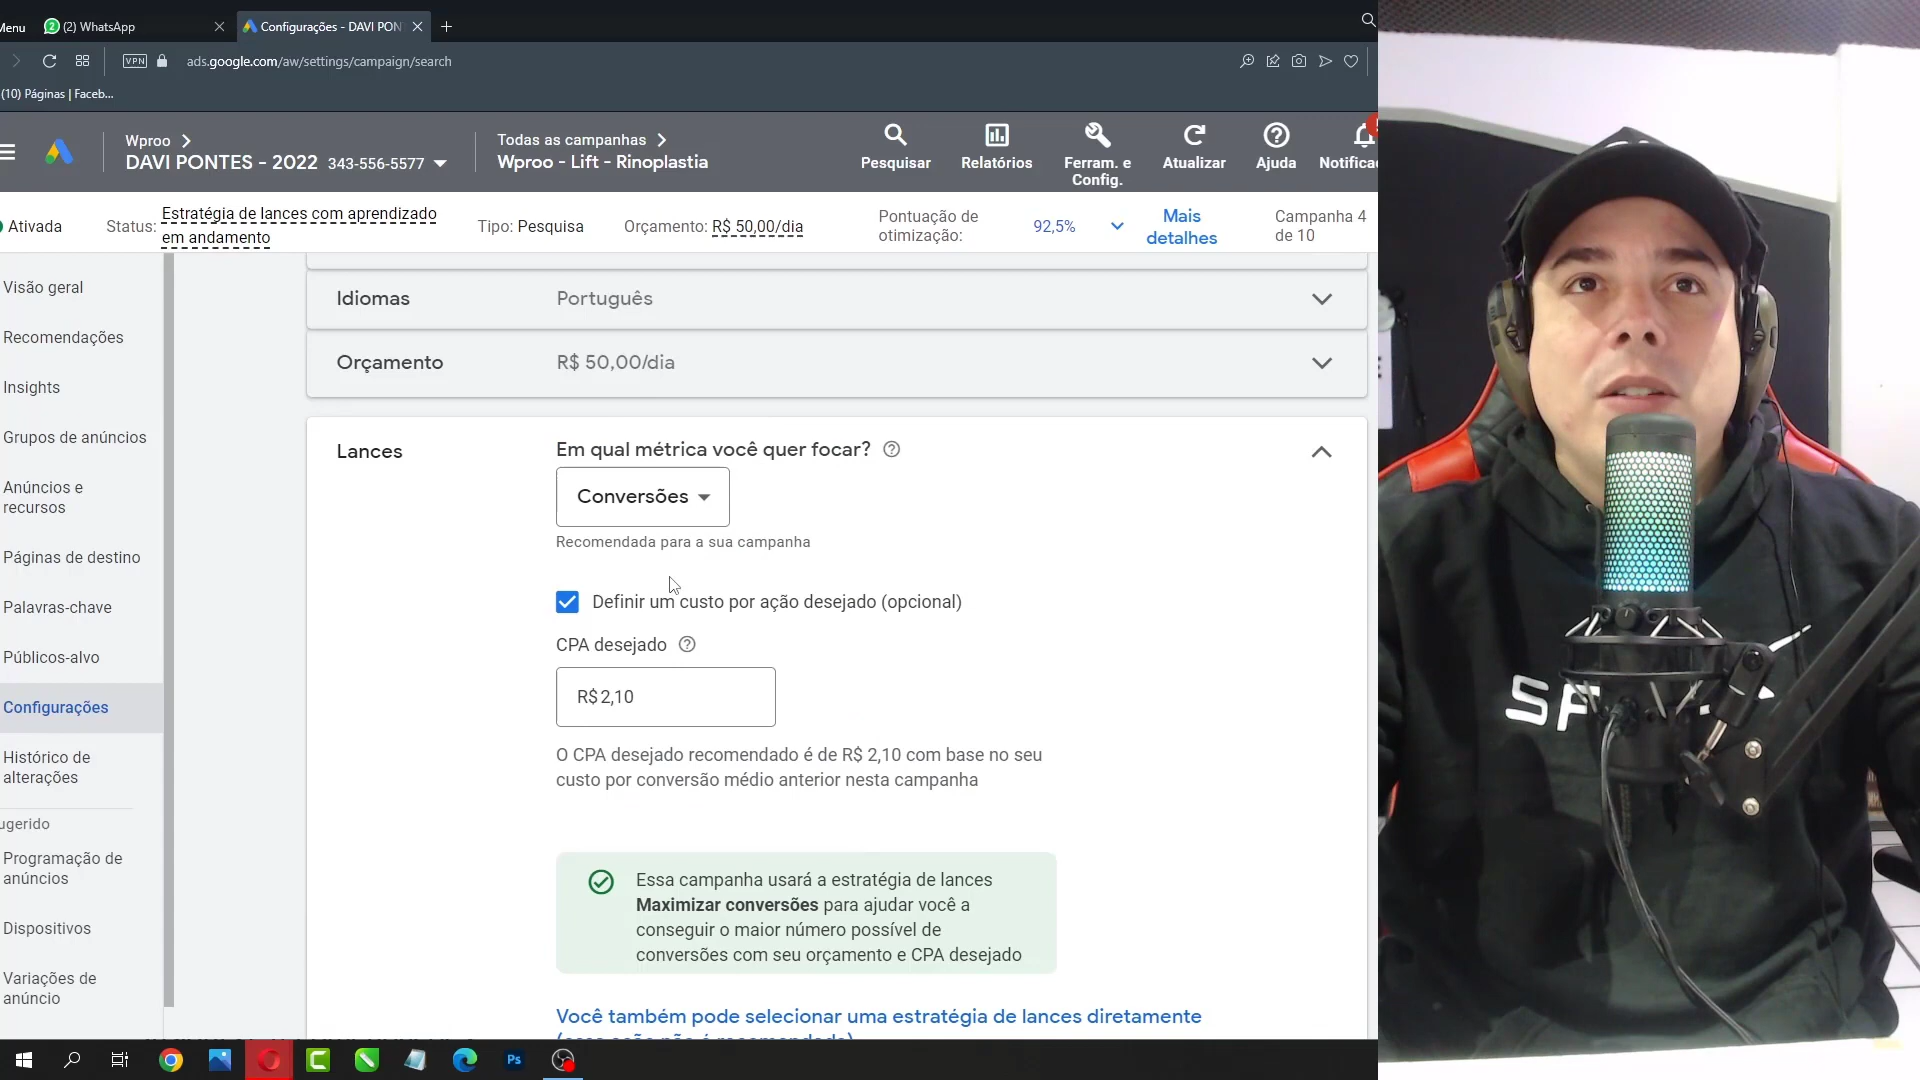 Menu
(2) WhatsApp
Configurações - DAVI PON
VPN
ads.google.com/aw/settings/campaign/search
(10) Páginas | Faceb...
Wproo
DAVI PONTES - 2022 343-556-5577
Todas as campanhas
Wproo - Lift - Rinoplastia
Pesquisar
Relatórios
Ferram. e
Config.
Atualizar
Ajuda
Notifica
Ativada
Status: Estratégia de lances com aprendizado
em andamento
Tipo: Pesquisa
Orçamento: R$ 50,00/dia
Pontuação de
otimização:
92,5%
Mais
detalhes
Campanha 4
de 10
Visão geral
Recomendações
Insights
Grupos de anúncios
Anúncios e
recursos
Páginas de destino
Palavras-chave
Públicos-alvo
Configurações
Histórico de
alterações
ugerido
Programação de
anúncios
Dispositivos
Variações de
anúncio
Idiomas
Português
Orçamento
R$ 50,00/dia
Lances
Em qual métrica você quer focar?
Conversões
Recomendada para a sua campanha
Definir um custo por ação desejado (opcional)
CPA desejado
R$ 2,10
O CPA desejado recomendado é de R$ 2,10 com base no seu
custo por conversão médio anterior nesta campanha
Essa campanha usará a estratégia de lances
Maximizar conversões para ajudar você a
conseguir o maior número possível de
conversões com seu orçamento e CPA desejado
Você também pode selecionar uma estratégia de lances diretamente
(essa ação não é recomendada)
Ps